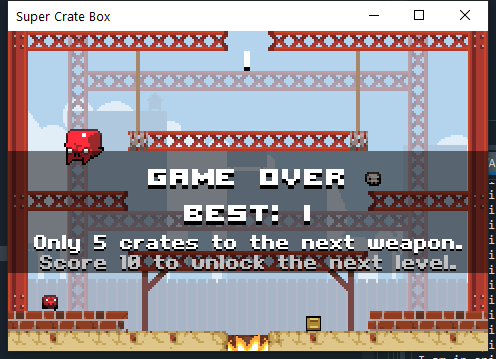 Super Crate Box
1
GAME OVER
BEST: 1
Only 5 crates to the next weapon.
Score 10 to unlock the next level.